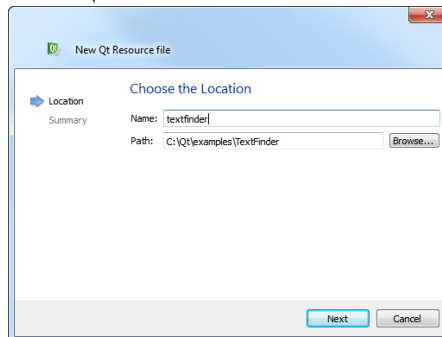 New Qt Resource file
Choose the Location
Location
Summary
Name: textfinder
Path: C:\Qt\examples\TextFinder Browse...
Next Cancel